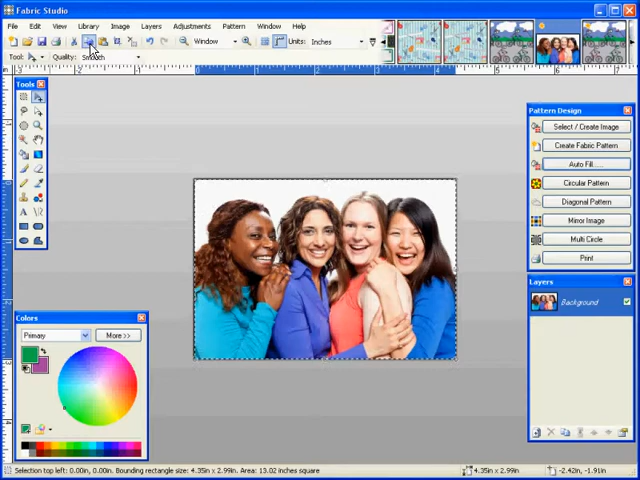 Fabric Studio
File Edit View Library Image Layers Adjustments Pattern Window Help
Window Units: Inches
Tool: Quality: Smooth
Tools
Pattern Design
Select / Create Image
Create Fabric Pattern
Auto Fill.....
Circular Pattern
Diagonal Pattern
Mirror Image
Multi Circle
Print
Layers
Background
Colors
Primary More >>
Selection top left: 0.00in, 0.00in. Bounding rectangle size: 4.35in x 2.99in. Area: 13.02 inches square 4.35in x 2.99in -2.42in, -1.91in